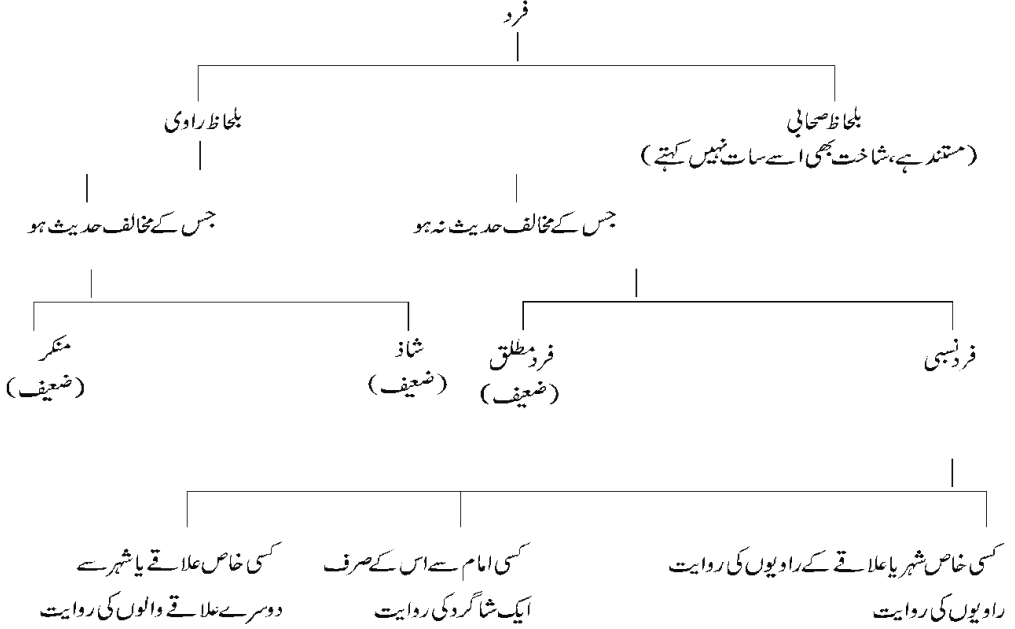 فرد
بلحاظ صحابی
بلحاظ راوی
(مستند ہے، شاخت بھی اسے سات نہیں کہتے)
جس کے مخالف حدیث نہ ہو
جس کے مخالف حدیث ہو
فرد نسبی
فرد مطلق
(ضعیف)
شاذ
(ضعیف)
منکر
(ضعیف)
کسی خاص شہر یا علاقے کے راویوں کی روایت
راویوں کی روایت
کسی امام سے اس کے صرف
ایک شاگرد کی روایت
کسی خاص علاقے یا شہر سے
دوسرے علاقے والوں کی روایت